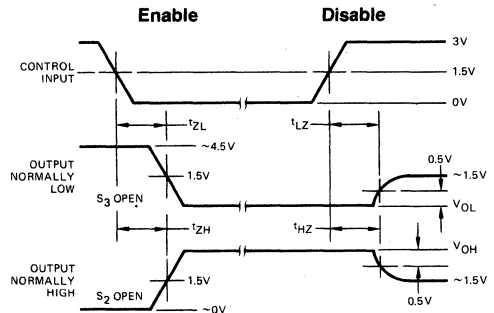 Enable Disable
CONTROL INPUT
3V
1.5V
0V
tZL
tLZ
OUTPUT NORMALLY LOW
~4.5V
1.5V
S3 OPEN.
0.5V
~1.5V
VOL
tZH
tHZ
OUTPUT NORMALLY HIGH
1.5V
S2 OPEN
~0V
VOH
~1.5V
0.5V